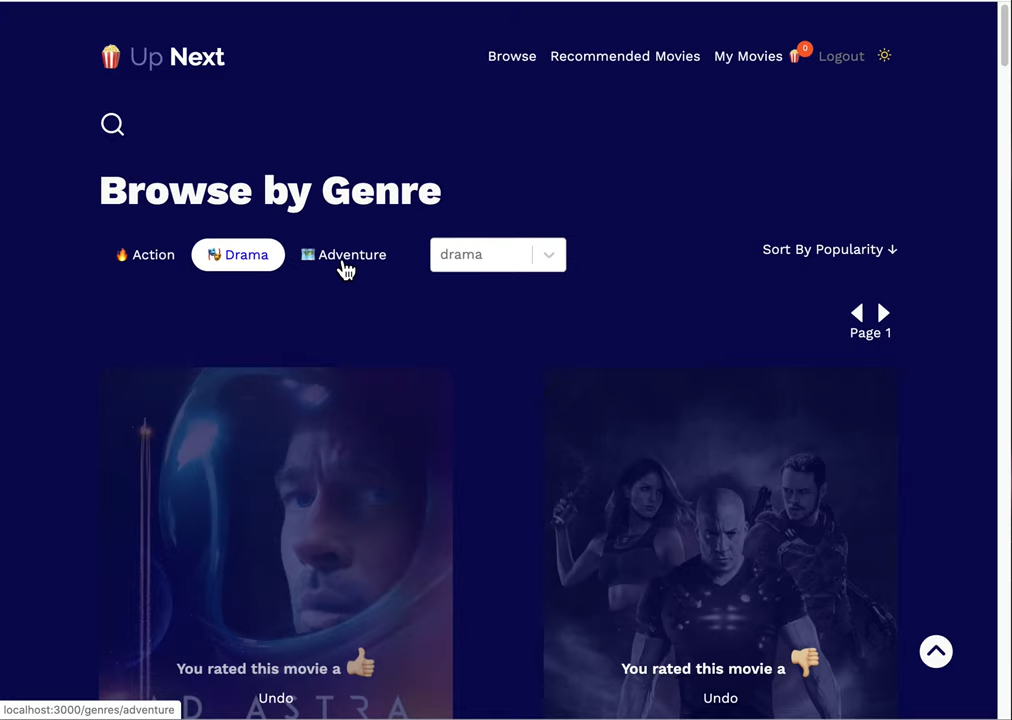 Up Next
Browse Recommended Movies My Movies 0 Logout
Browse by Genre
Action Drama Adventure drama Sort By Popularity ↓
Page 1
You rated this movie a You rated this movie a
Undo Undo
D ASTRA
localhost:3000/genres/adventure